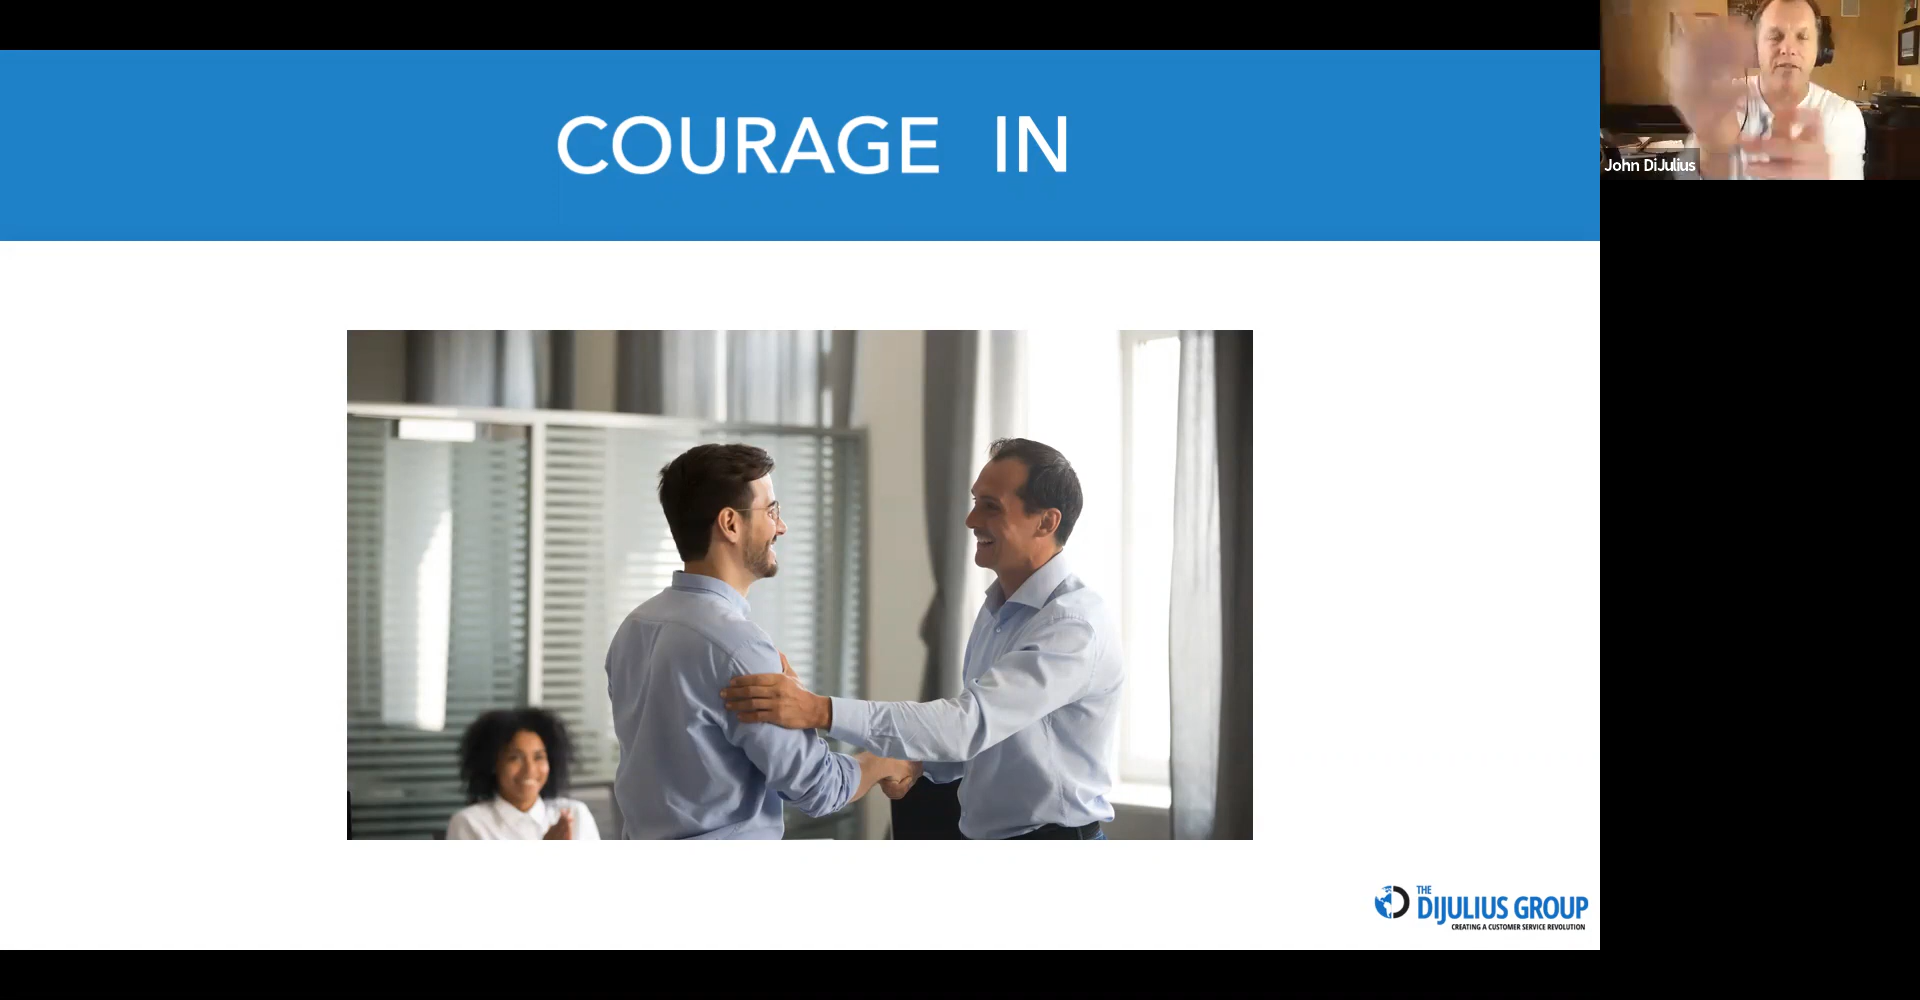 COURAGE IN
John DiJulius
THE
DIJULIUS GROUP
CREATING A CUSTOMER SERVICE REVOLUTION